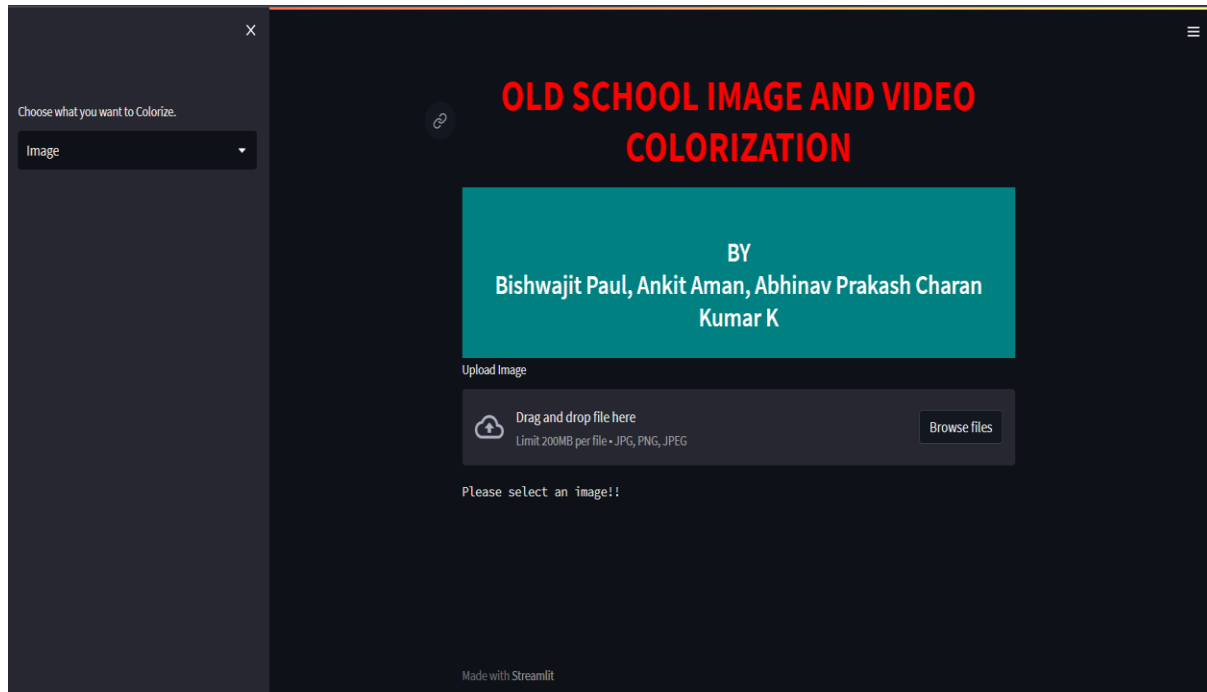 Choose what you want to Colorize.
Image
OLD SCHOOL IMAGE AND VIDEO
COLORIZATION
BY
Bishwajit Paul, Ankit Aman, Abhinav Prakash Charan
Kumar K
Upload Image
Drag and drop file here
Limit 200MB per file • JPG, PNG, JPEG
Browse files
Please select an image!!
Made with Streamlit